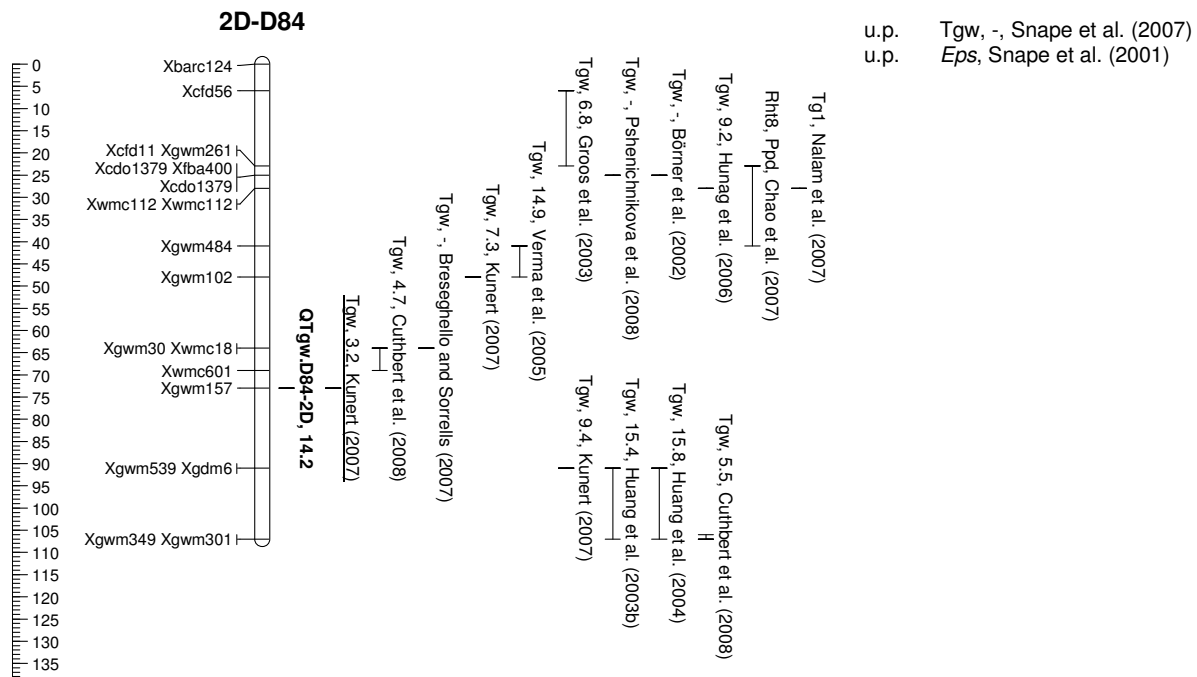 2D-D84
u.p. Tgw, -, Snape et al. (2007)
u.p. Eps, Snape et al. (2001)
0
5
10
15
20
25
30
35
40
45
50
55
60
65
70
75
80
85
90
95
100
105
110
115
120
125
130
135
Xbarc124
Xcfd56
Xcfd11 Xgwm261
Xcdo1379 Xfba400
Xcdo1379
Xwmc112 Xwmc112
Xgwm484
Xgwm102
Xgwm30 Xwmc18
Xwmc601
Xgwm157
Xgwm539 Xgdm6
Xgwm349 Xgwm301
QTgw.D84-2D, 14.2
Tgw, 3.2, Kunert (2007)
Tgw, 4.7, Cuthbert et al. (2008)
Tgw, -, Breseghello and Sorrells (2007)
Tgw, 7.3, Kunert (2007)
Tgw, 14.9, Verma et al. (2005)
Tgw, 6.8, Groos et al. (2003)
Tgw, -, Pshenichnikova et al. (2008)
Tgw, -, Börner et al. (2002)
Tgw, 9.2, Hunag et al. (2006)
Rht8, Ppd, Chao et al. (2007)
Tg1, Nalam et al. (2007)
Tgw, 9.4, Kunert (2007)
Tgw, 15.4, Huang et al. (2003b)
Tgw, 15.8, Huang et al. (2004)
Tgw, 5.5, Cuthbert et al. (2008)